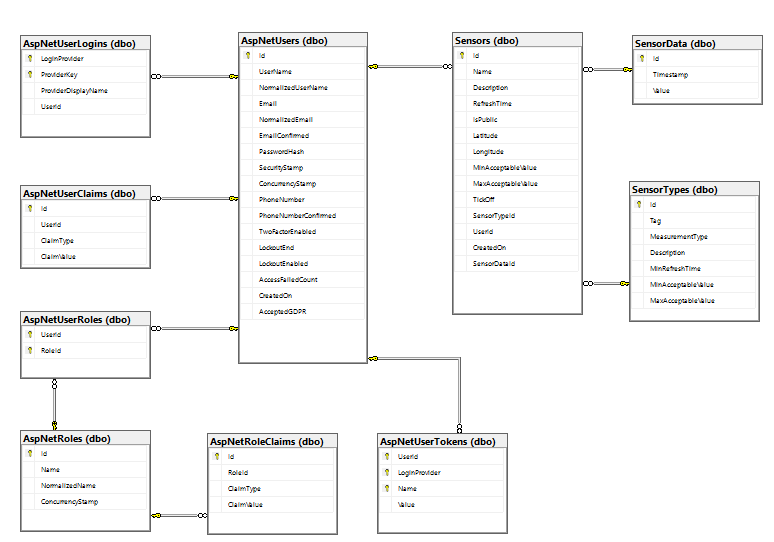 AspNetUserLogins (dbo)
LoginProvider
ProviderKey
ProviderDisplayName
UserId
AspNetUsers (dbo)
Id
UserName
NormalizedUserName
Email
NormalizedEmail
EmailConfirmed
PasswordHash
SecurityStamp
ConcurrencyStamp
PhoneNumber
PhoneNumberConfirmed
TwoFactorEnabled
LockoutEnd
LockoutEnabled
AccessFailedCount
CreatedOn
AcceptedGDPR
Sensors (dbo)
Id
Name
Description
RefreshTime
IsPublic
Latitude
Longitude
MinAcceptableValue
MaxAcceptableValue
TickOff
SensorTypeId
UserId
CreatedOn
SensorDataId
SensorData (dbo)
Id
Timestamp
Value
AspNetUserClaims (dbo)
Id
UserId
ClaimType
ClaimValue
SensorTypes (dbo)
Id
Tag
MeasurementType
Description
MinRefreshTime
MinAcceptableValue
MaxAcceptableValue
AspNetUserRoles (dbo)
UserId
RoleId
AspNetRoles (dbo)
Id
Name
NormalizedName
ConcurrencyStamp
AspNetRoleClaims (dbo)
Id
RoleId
ClaimType
ClaimValue
AspNetUserTokens (dbo)
UserId
LoginProvider
Name
Value